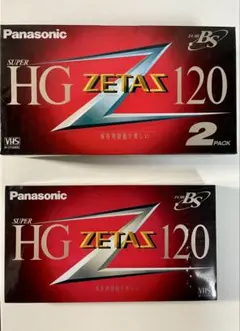 Panasonic
FOR BS
SUPER
HG ZETAS 120
VHS
2 PACK
Panasonic
FOR BS
SUPER
HG ZETAS 120
VHS